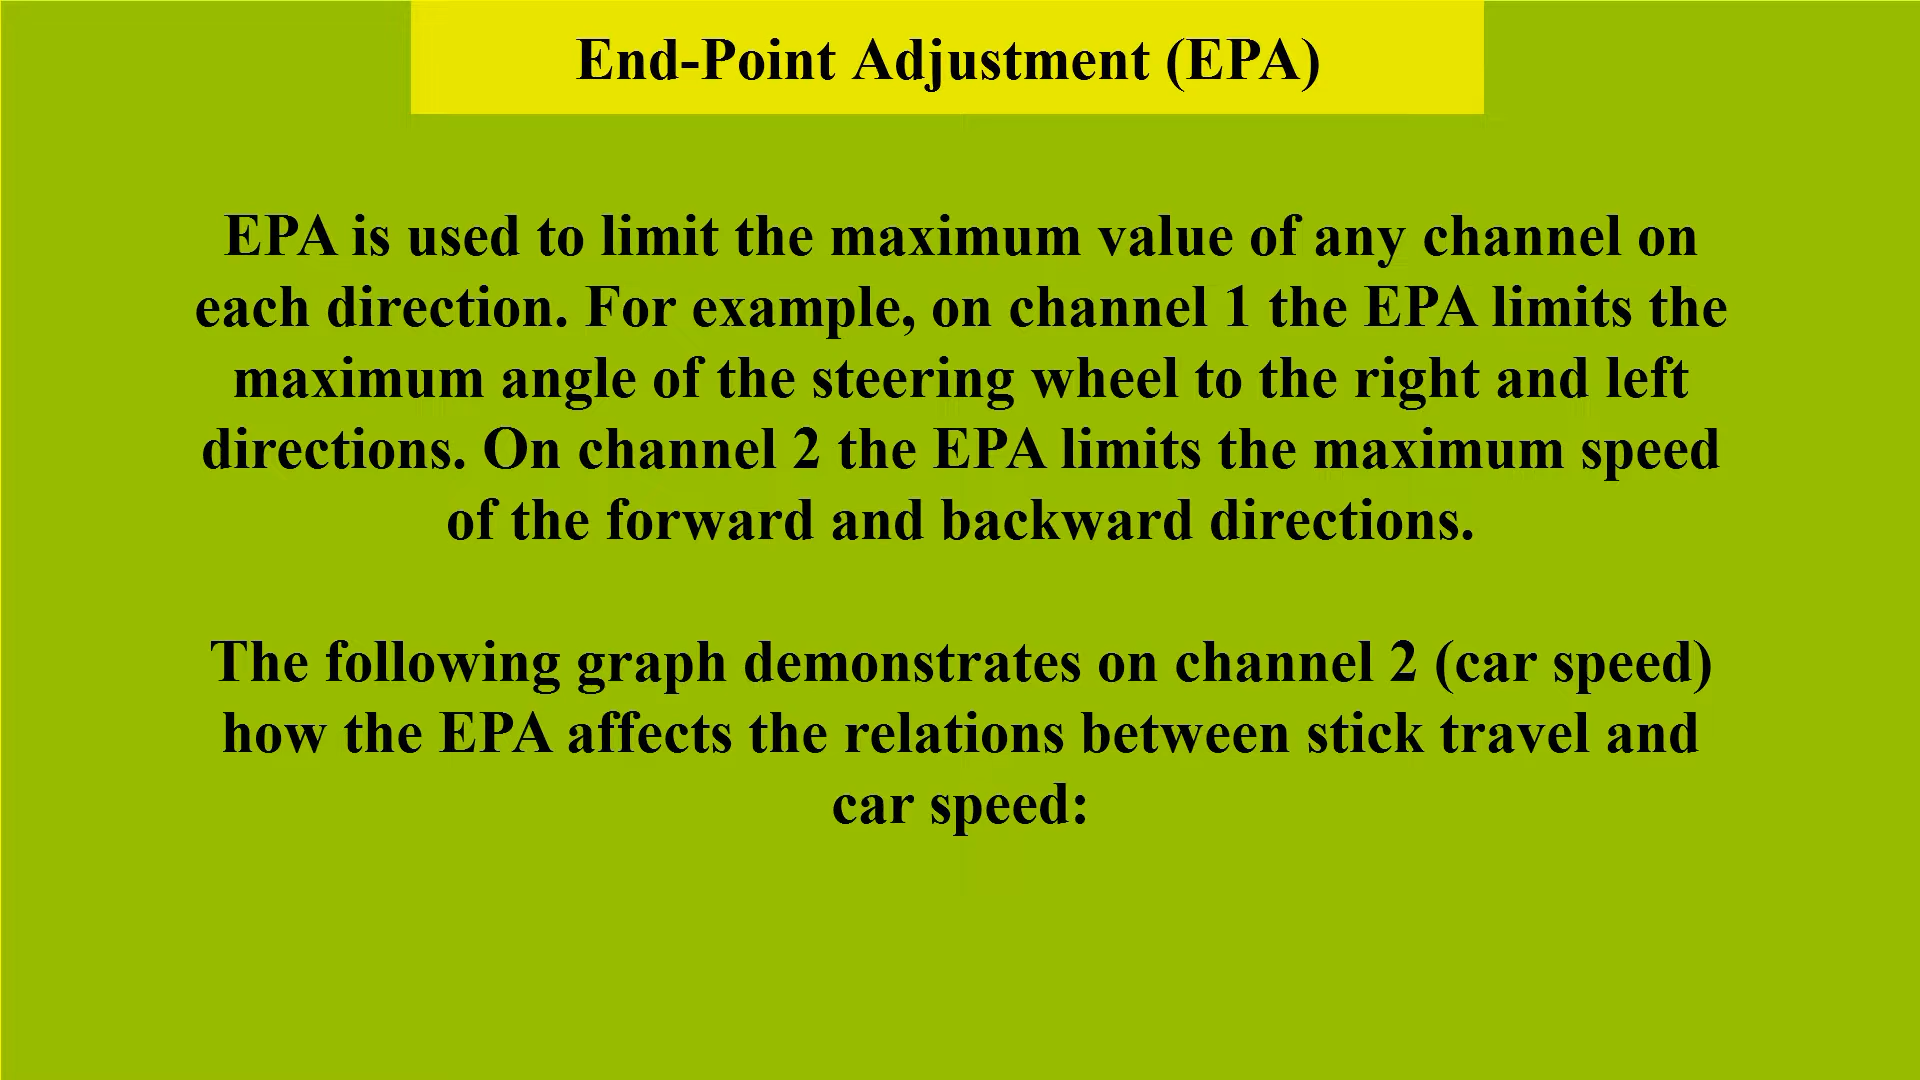 End-Point Adjustment (EPA)
EPA is used to limit the maximum value of any channel on
each direction. For example, on channel 1 the EPA limits the
maximum angle of the steering wheel to the right and left
directions. On channel 2 the EPA limits the maximum speed
of the forward and backward directions.
The following graph demonstrates on channel 2 (car speed)
how the EPA affects the relations between stick travel and
car speed: